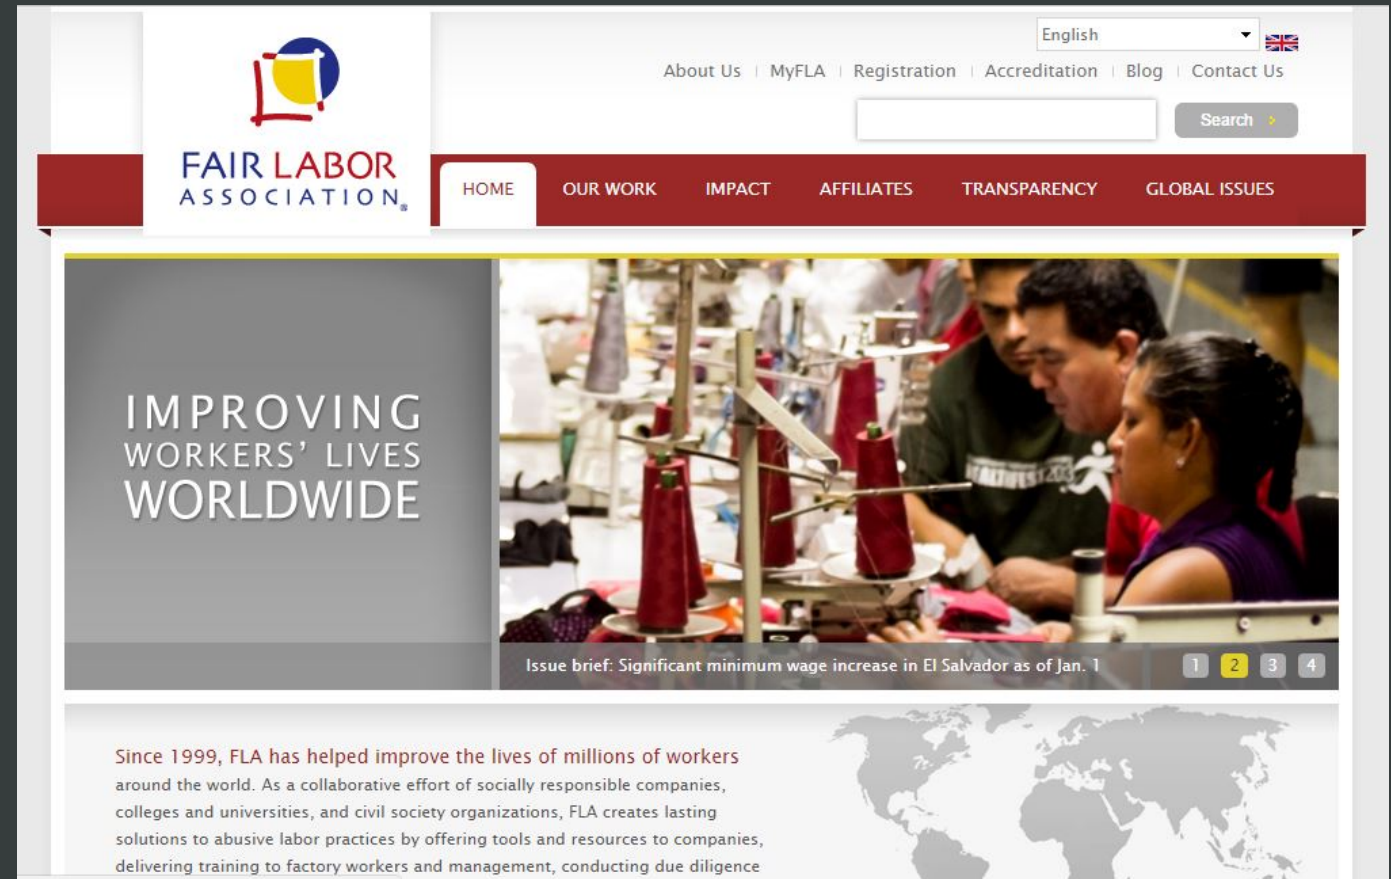 English
About Us | MyFLA | Registration | Accreditation | Blog | Contact Us
Search
FAIR LABOR
ASSOCIATION®
HOME OUR WORK IMPACT AFFILIATES TRANSPARENCY GLOBAL ISSUES
IMPROVING
WORKERS’ LIVES
WORLDWIDE
Issue brief: Significant minimum wage increase in El Salvador as of Jan. 1
1 2 3 4
Since 1999, FLA has helped improve the lives of millions of workers
around the world. As a collaborative effort of socially responsible companies,
colleges and universities, and civil society organizations, FLA creates lasting
solutions to abusive labor practices by offering tools and resources to companies,
delivering training to factory workers and management, conducting due diligence